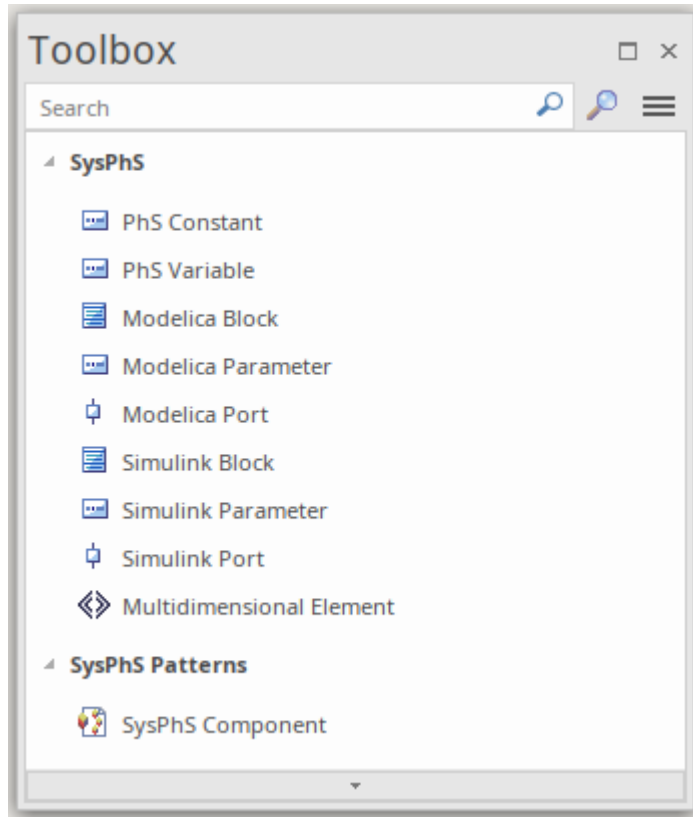 Toolbox
Search
SysPhS
PhS Constant
PhS Variable
Modelica Block
Modelica Parameter
Modelica Port
Simulink Block
Simulink Parameter
Simulink Port
Multidimensional Element
SysPhS Patterns
SysPhS Component